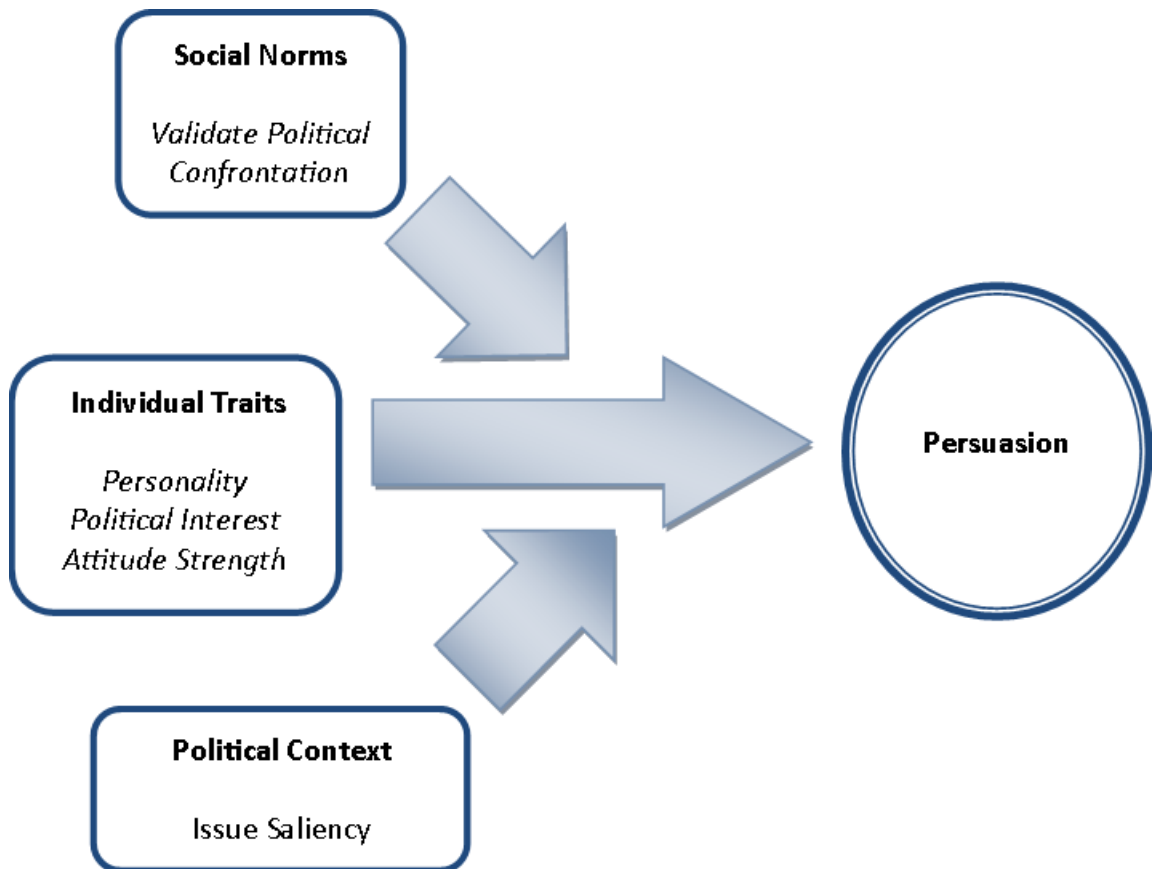 Social Norms
Validate Political
Confrontation
Individual Traits
Personality
Political Interest
Attitude Strength
Persuasion
Political Context
Issue Saliency